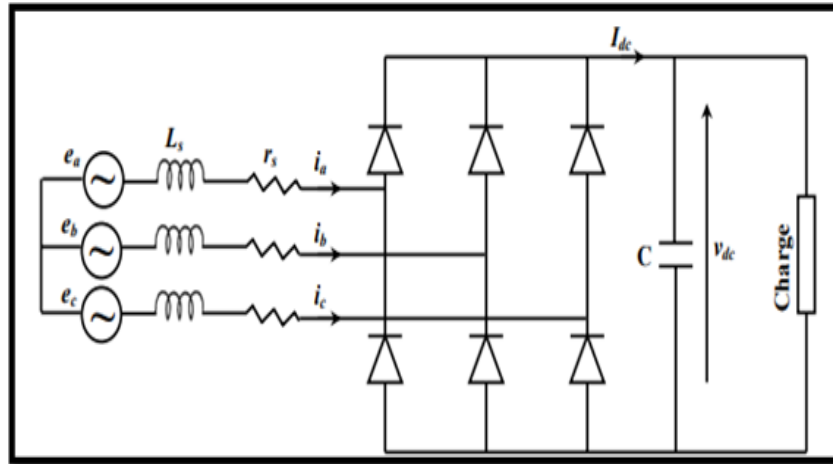 I_dc
L_s
e_a
r_s
i_a
e_b
i_b
C
v_dc
Charge
e_c
i_c